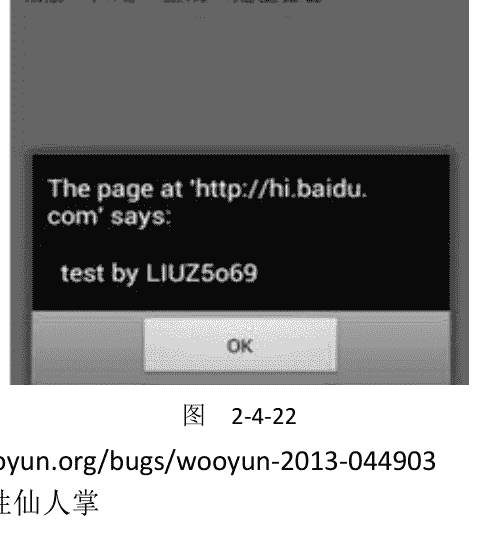 The page at 'http://hi.baidu.
com' says:
test by LIUZ5o69
OK
图 2-4-22
oyun.org/bugs/wooyun-2013-044903
仙人掌